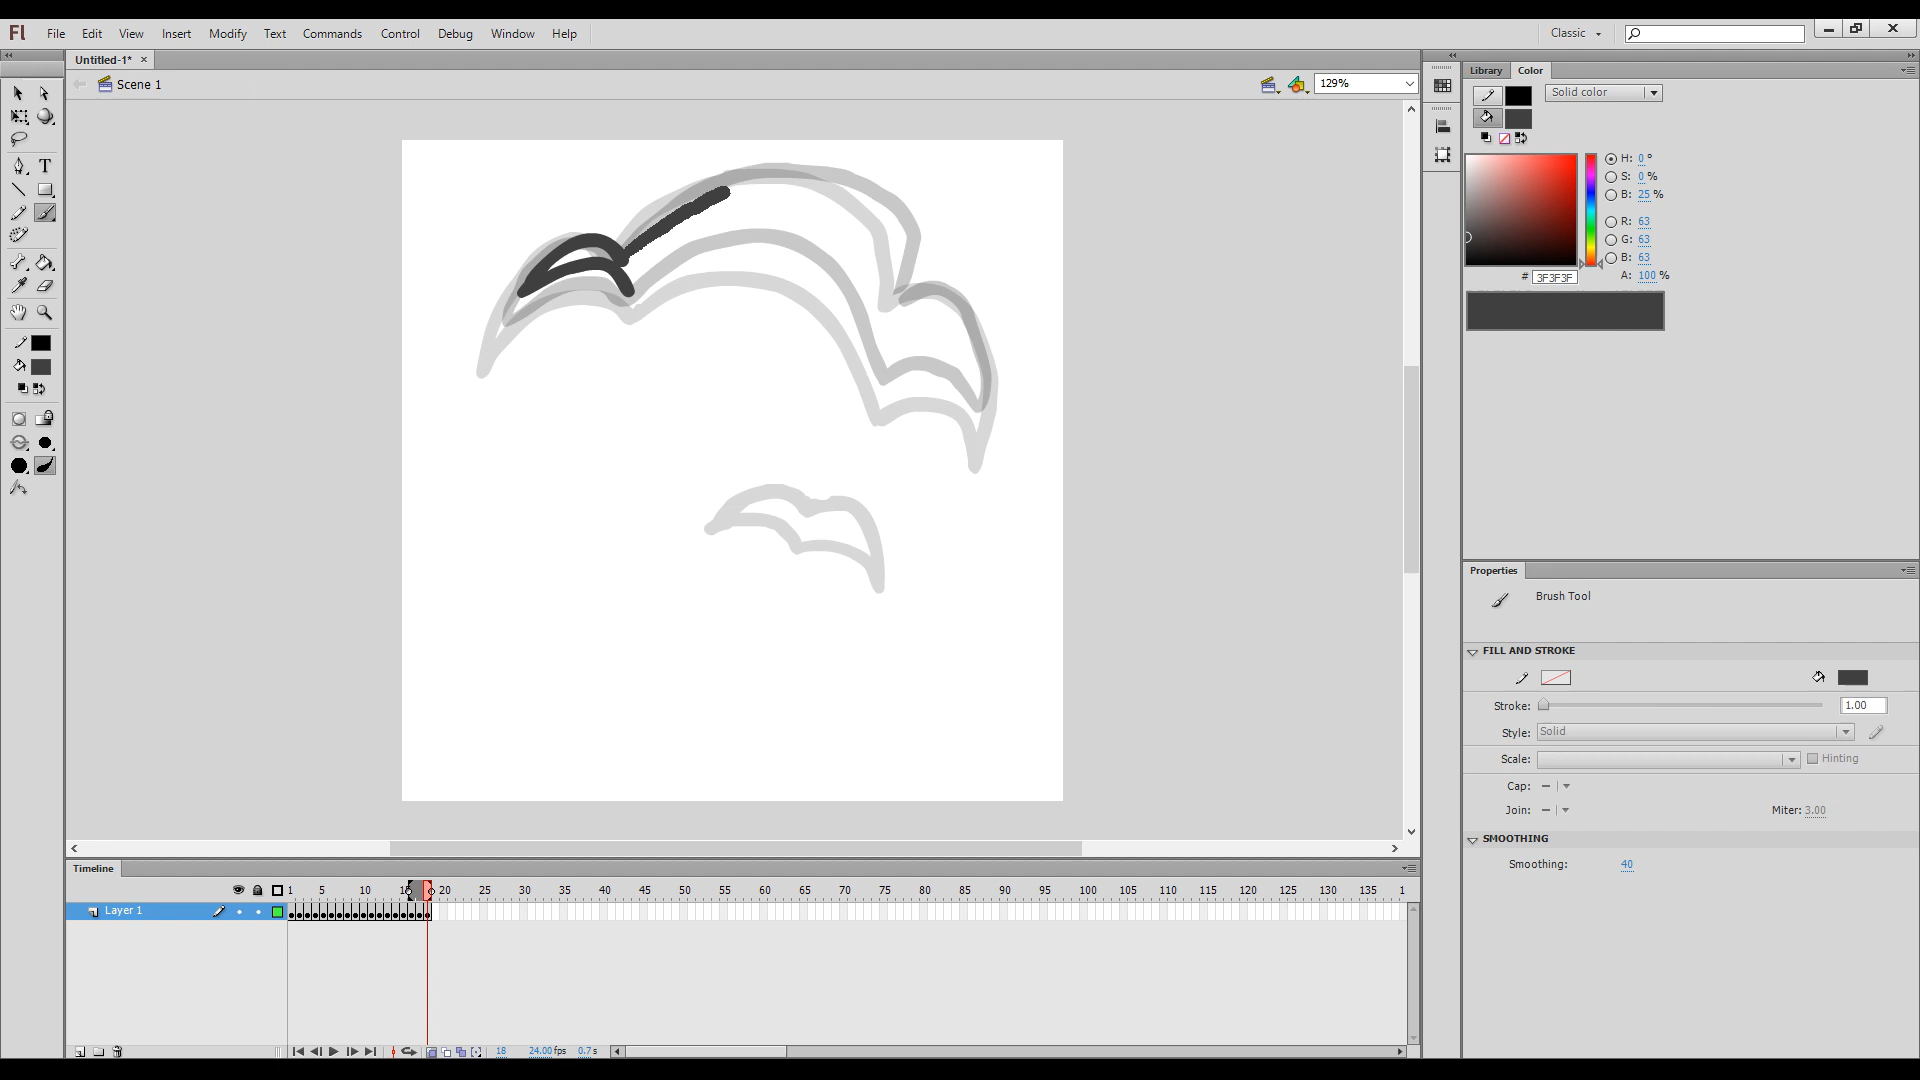 Fl File Edit View Insert Modify Text Commands Control Debug Window Help Classic
Untitled-1*
Scene 1
129%
Library Color
Solid color
H: 0 °
S: 0 %
B: 25 %
R: 63
G: 63
B: 63
A: 100 %
# 3F3F3F
T
Properties
Brush Tool
FILL AND STROKE
Stroke: 1.00
Style: Solid
Scale: Hinting
Cap:
Join: Miter: 3.00
SMOOTHING
Smoothing: 40
Timeline
1 5 10 20 25 30 35 40 45 50 55 60 65 70 75 80 85 90 95 100 105 110 115 120 125 130 135 1
Layer 1
18 24.00 fps 0.7 s